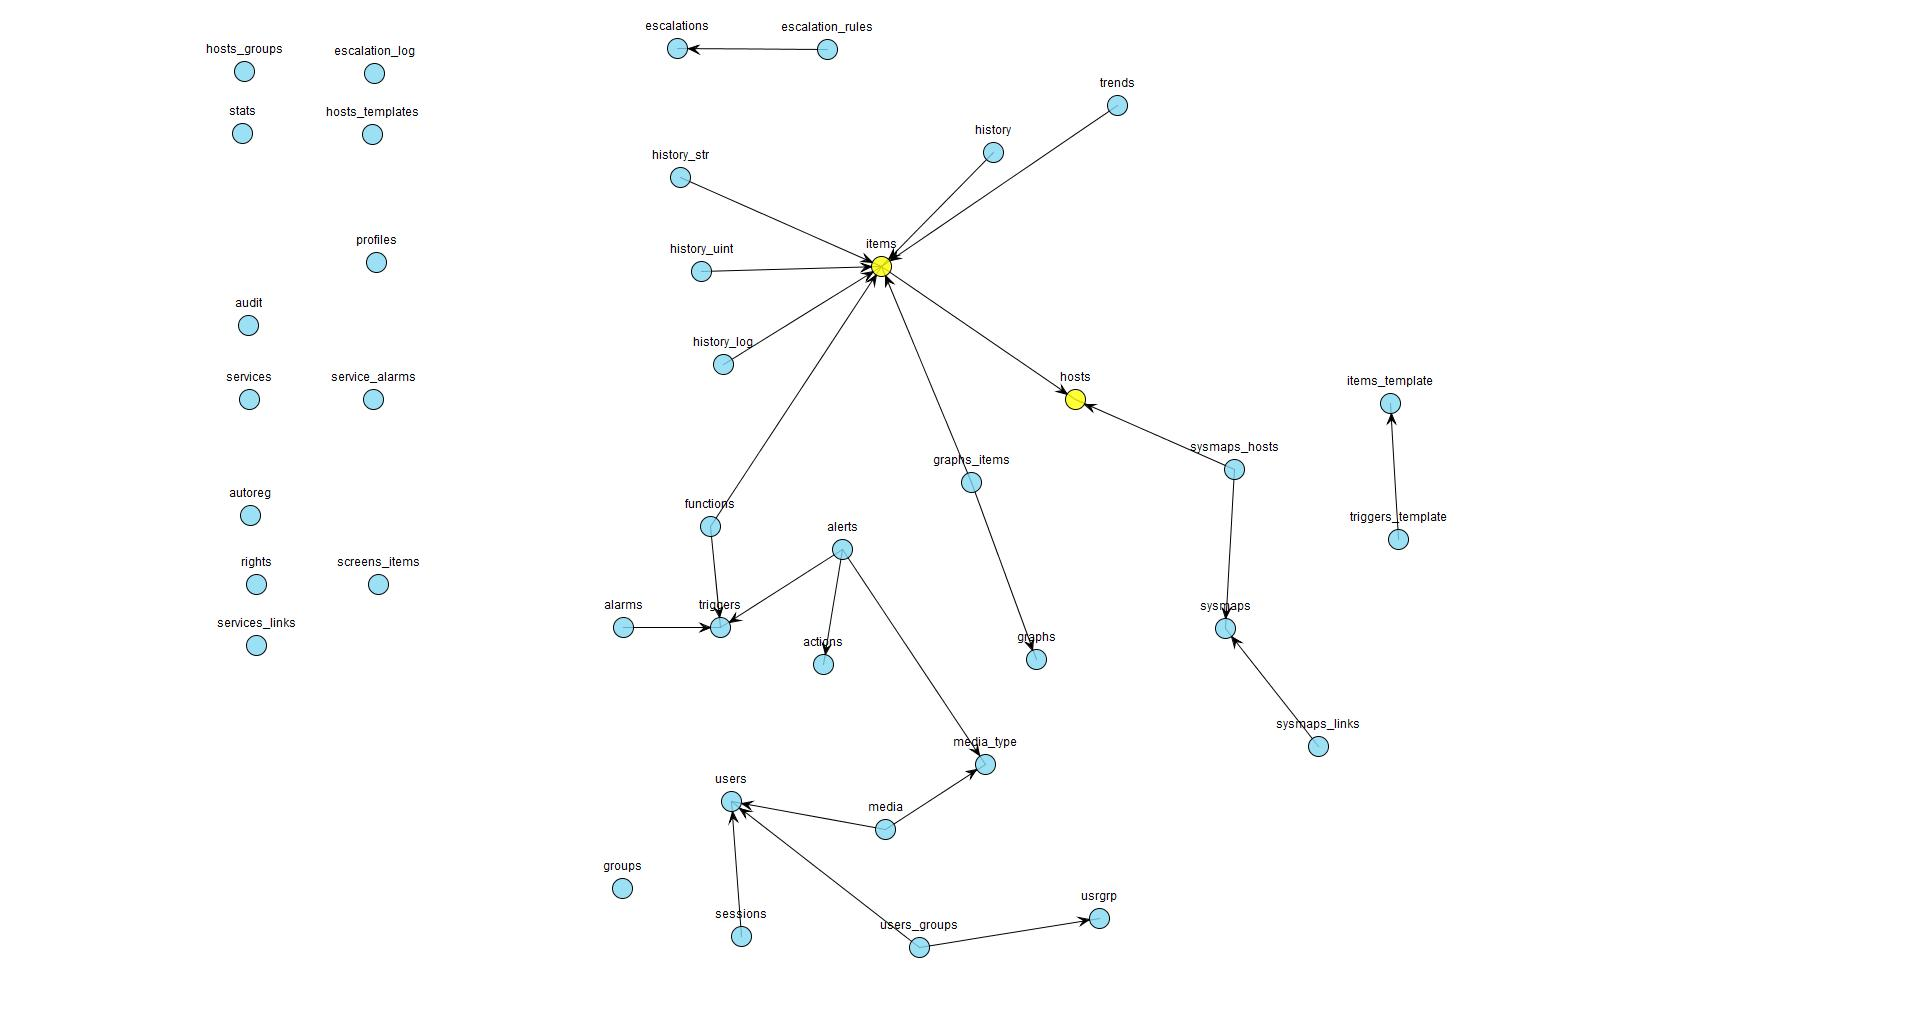 escalations
escalation_rules
hosts_groups
escalation_log
trends
stats
hosts_templates
history
history_str
profiles
items
history_uint
audit
history_log
services
service_alarms
hosts
items_template
sysmaps_hosts
graphs_items
autoreg
functions
triggers_template
alerts
rights
screens_items
alarms
triggers
sysmaps
services_links
actions
graphs
sysmaps_links
media_type
users
media
groups
usrgrp
sessions
users_groups